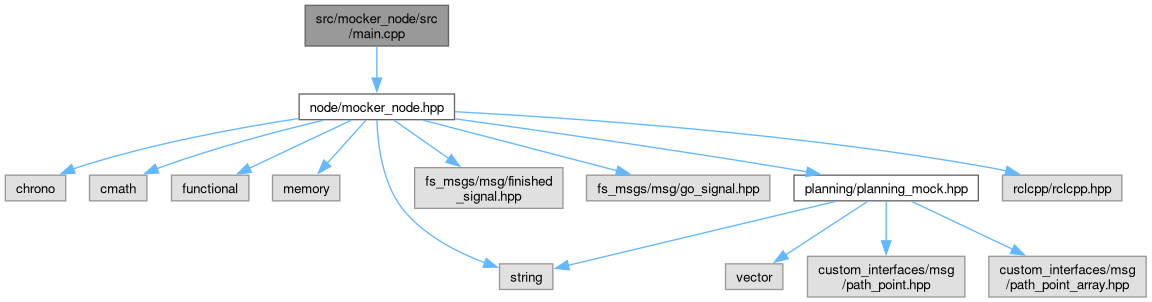 src/mocker_node/src
/main.cpp
node/mocker_node.hpp
chrono
cmath
functional
memory
fs_msgs/msg/finished
_signal.hpp
fs_msgs/msg/go_signal.hpp
planning/planning_mock.hpp
rclcpp/rclcpp.hpp
string
vector
custom_interfaces/msg
/path_point.hpp
custom_interfaces/msg
/path_point_array.hpp